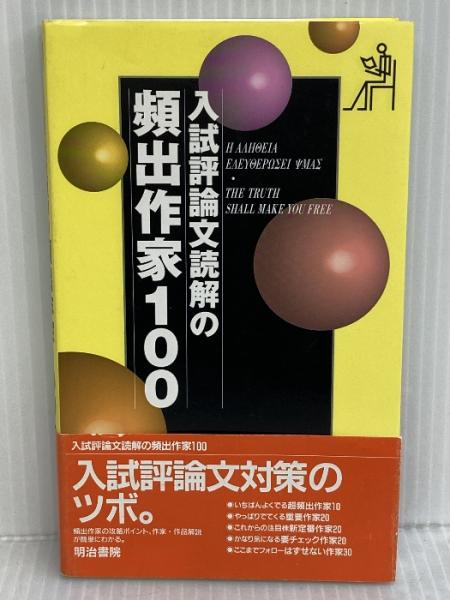 入試評論文読解の
頻出作家100
Η ΑΛΗΘΕΙΑ
ΕΛΕΥΘΕΡΩΣΕΙ ΨΜΑΣ
•
THE TRUTH
SHALL MAKE YOU FREE
入試評論文読解の頻出作家100
入試評論文対策の
ツボ。
頻出作家の攻略ポイント、作家・作品解説
が簡単にわかる。
明治書院
●いちばんよくでる超頻出作家10
●やっぱりでてくる重要作家20
●これからの注目株新定番作家20
●かなり気になる要チェック作家20
●ここまでフォローはずせない作家30